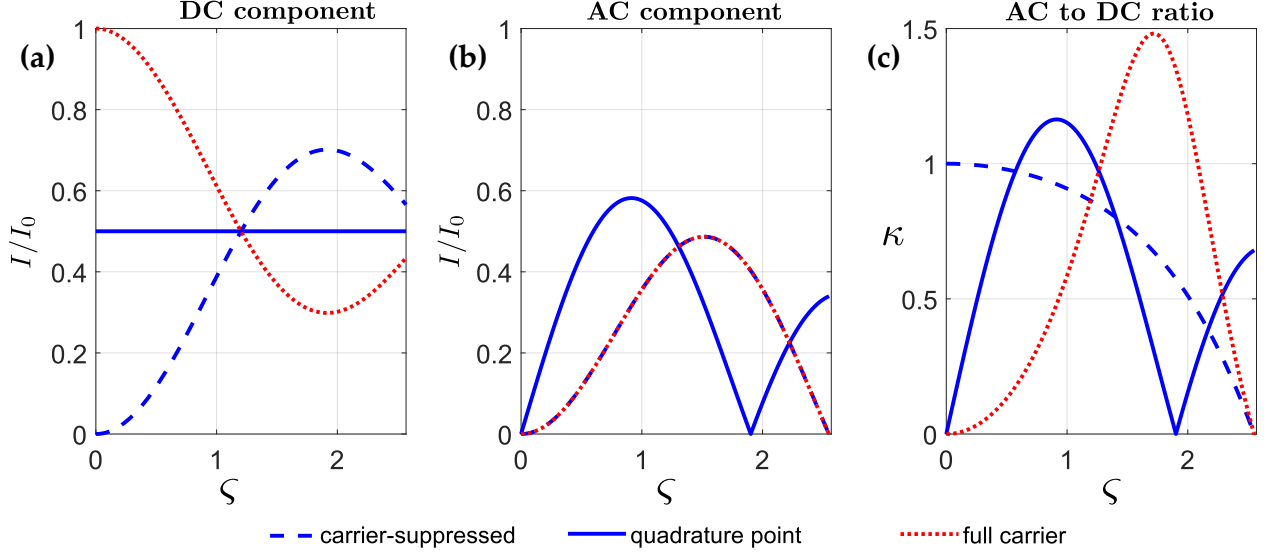 DC component
AC component
AC to DC ratio
(a)
(b)
(c)
1
0.8
0.6
0.4
0.2
0
I/I₀
0
1
2
ς
1
0.8
0.6
0.4
0.2
0
I/I₀
0
1
2
ς
1.5
1
0.5
0
κ
0
1
2
ς
carrier-suppressed
quadrature point
full carrier